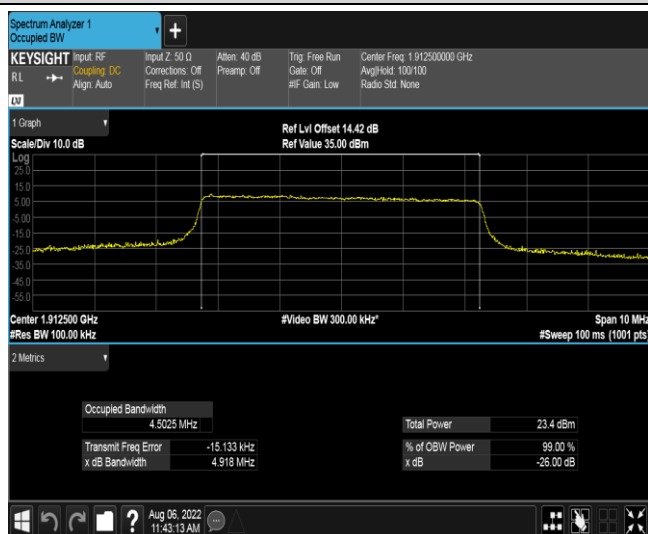 Spectrum Analyzer 1
Occupied BW
+
KEYSIGHT Input: RF Input Z: 50 Ω Atten: 40 dB Trig: Free Run Center Freq: 1.912500000 GHz
RL Coupling: DC Corrections: Off Preamp: Off Gate: Off Avg|Hold: 100/100
Align: Auto Freq Ref: Int (S) #IF Gain: Low Radio Std: None
LXI
1 Graph
Ref Lvl Offset 14.42 dB
Scale/Div 10.0 dB Ref Value 35.00 dBm
Log
25.0
15.0
5.00
-5.00
-15.0
-25.0
-35.0
-45.0
-55.0
Center 1.912500 GHz #Video BW 300.00 kHz* Span 10 MHz
#Res BW 100.00 kHz #Sweep 100 ms (1001 pts)
2 Metrics
Occupied Bandwidth
4.5025 MHz Total Power 23.4 dBm
Transmit Freq Error -15.133 kHz % of OBW Power 99.00 %
x dB Bandwidth 4.918 MHz x dB -26.00 dB
? Aug 06, 2022
11:43:13 AM